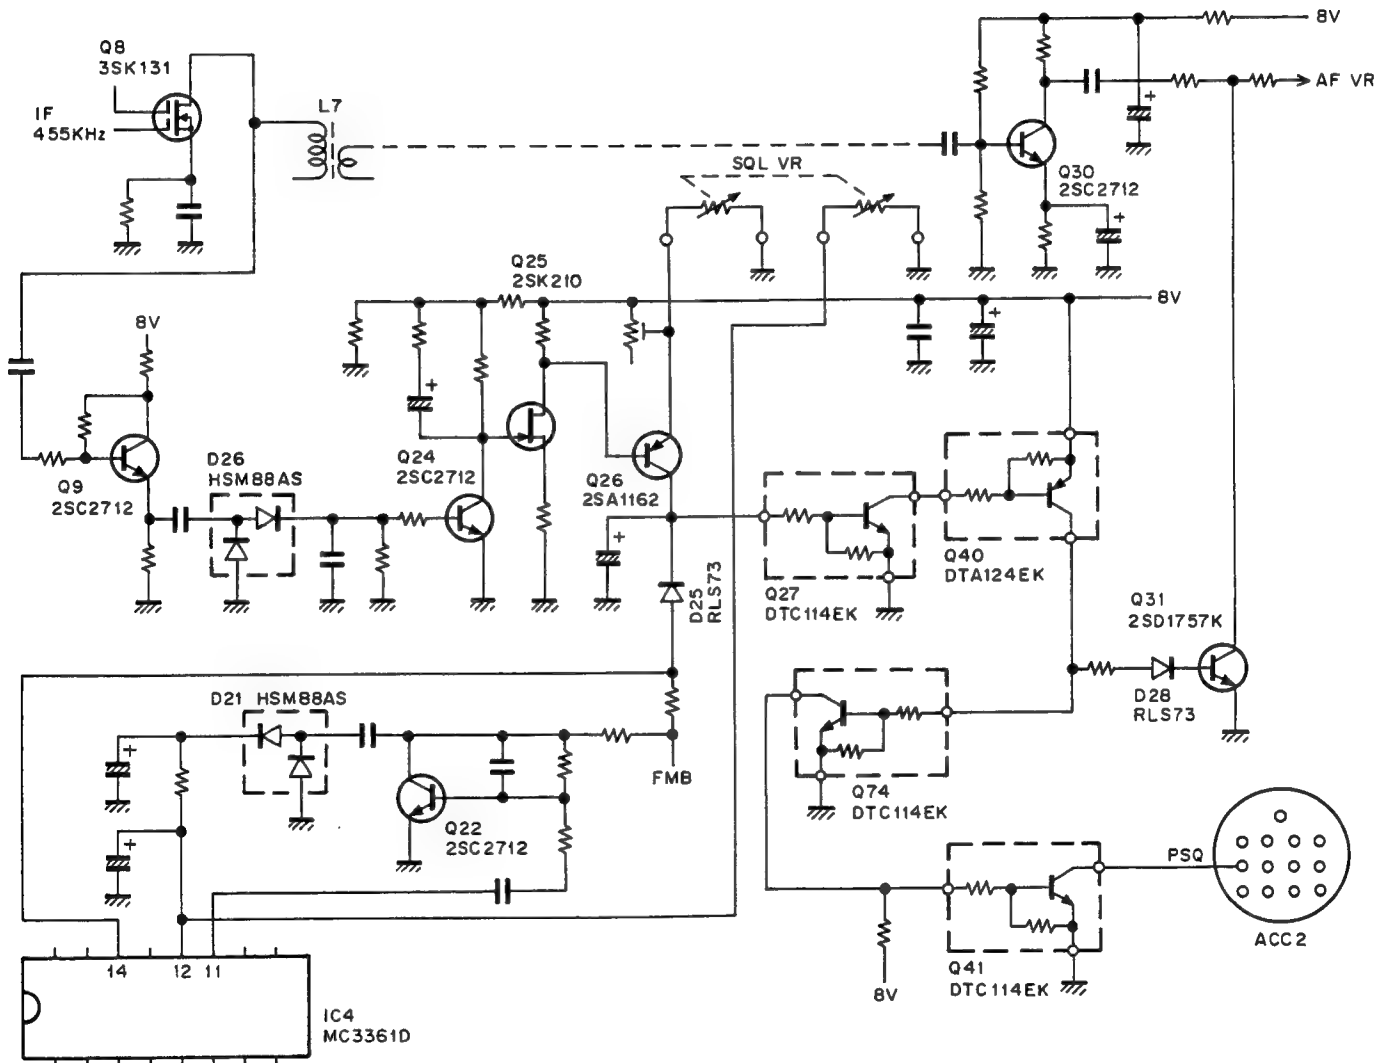 8V
Q8
3SK131
AF VR
L7
IF
455KHz
SQL VR
+
Q30
2SC2712
+
Q25
2SK210
8V
8V
+
+
D26
HSM88AS
Q24
2SC2712
Q9
2SC2712
Q26
2SA1162
+
D25
RLS73
Q40
DTA124EK
Q27
DTC114EK
Q31
2SD1757K
D28
RLS73
D21 HSM88AS
+
FMB
Q74
DTC114EK
Q22
2SC2712
+
PSQ
ACC2
14
12
11
Q41
DTC114EK
8V
IC4
MC3361D